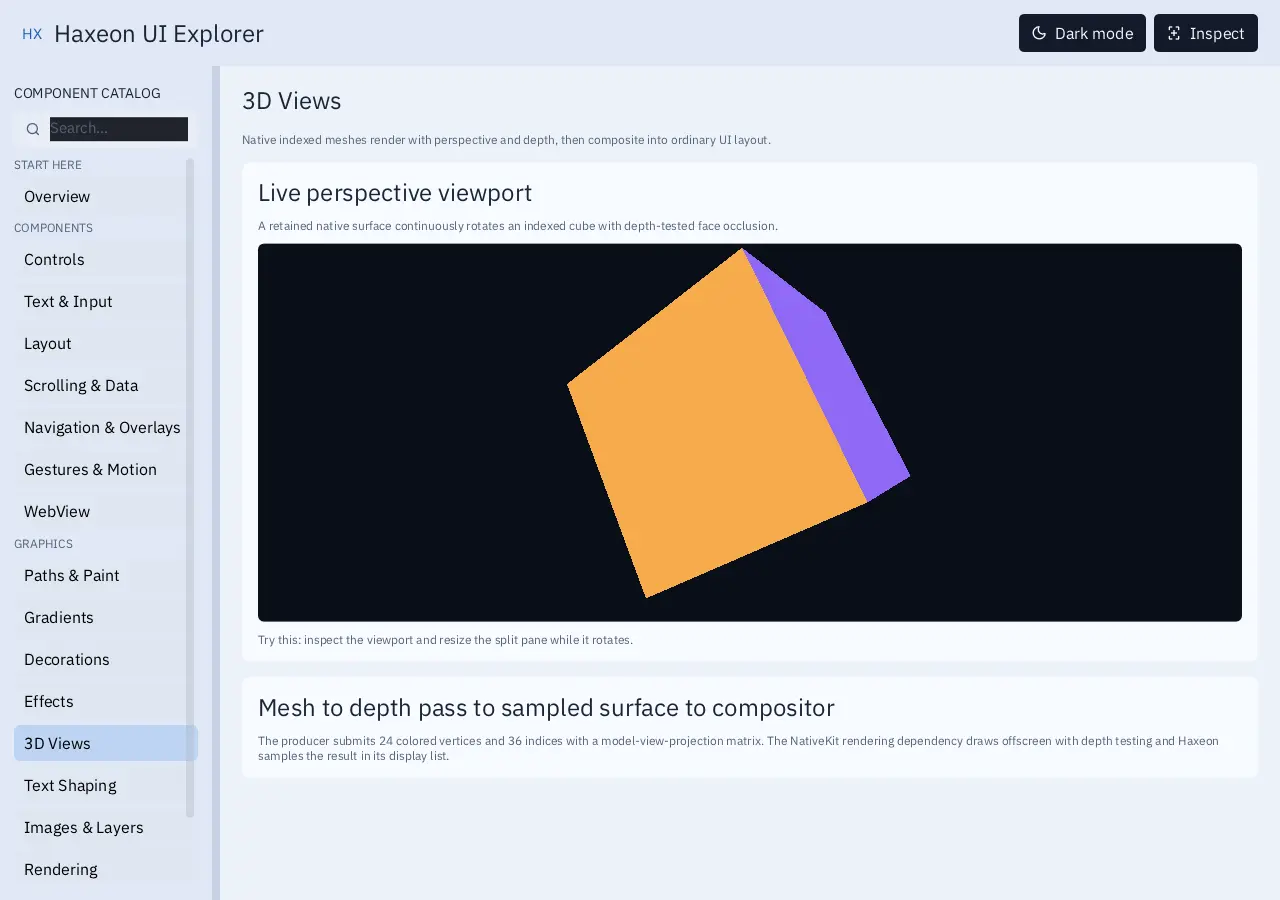 HX Haxeon UI Explorer
Dark mode
Inspect
COMPONENT CATALOG
Search...
START HERE
Overview
COMPONENTS
Controls
Text & Input
Layout
Scrolling & Data
Navigation & Overlays
Gestures & Motion
WebView
GRAPHICS
Paths & Paint
Gradients
Decorations
Effects
3D Views
Text Shaping
Images & Layers
Rendering
3D Views
Native indexed meshes render with perspective and depth, then composite into ordinary UI layout.
Live perspective viewport
A retained native surface continuously rotates an indexed cube with depth-tested face occlusion.
Try this: inspect the viewport and resize the split pane while it rotates.
Mesh to depth pass to sampled surface to compositor
The producer submits 24 colored vertices and 36 indices with a model-view-projection matrix. The NativeKit rendering dependency draws offscreen with depth testing and Haxeon
samples the result in its display list.